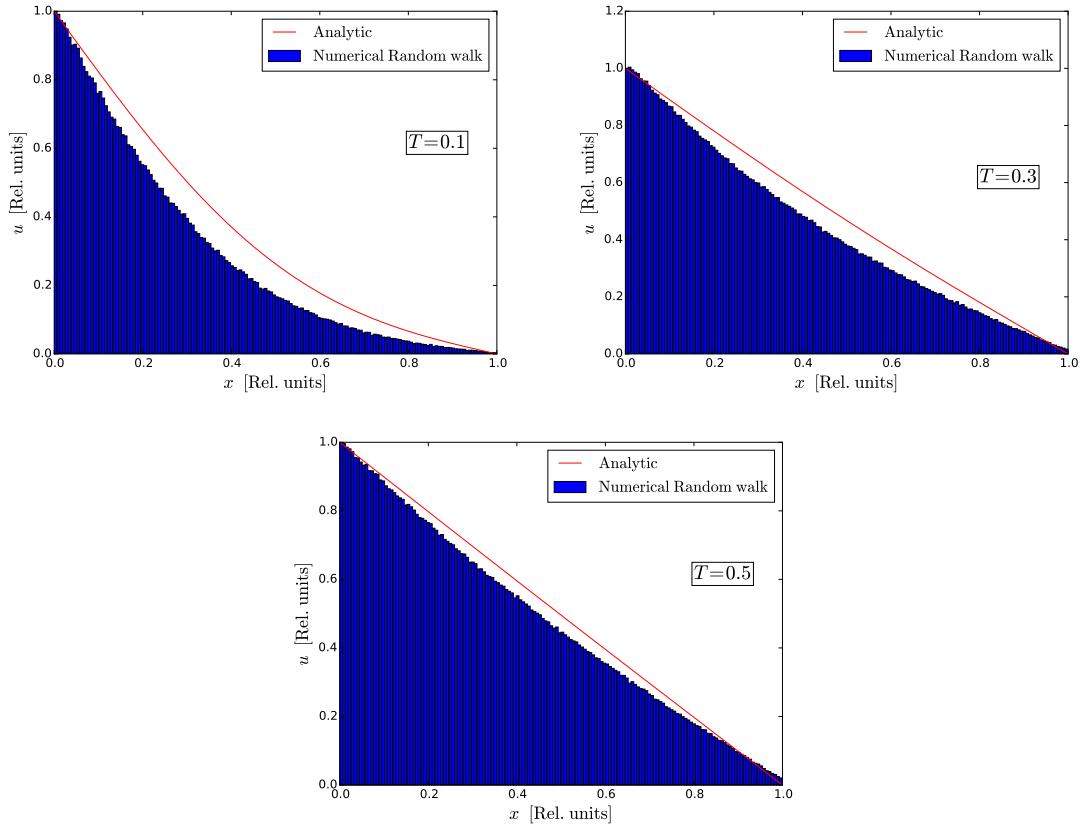 1.0
0.8
0.6
0.4
0.2
0.0
0.0 0.2 0.4 0.6 0.8 1.0
u [Rel. units]
x [Rel. units]
Analytic
Numerical Random walk
T=0.1
1.2
1.0
0.8
0.6
0.4
0.2
0.0
0.0 0.2 0.4 0.6 0.8 1.0
u [Rel. units]
x [Rel. units]
Analytic
Numerical Random walk
T=0.3
1.0
0.8
0.6
0.4
0.2
0.0
0.0 0.2 0.4 0.6 0.8 1.0
u [Rel. units]
x [Rel. units]
Analytic
Numerical Random walk
T=0.5